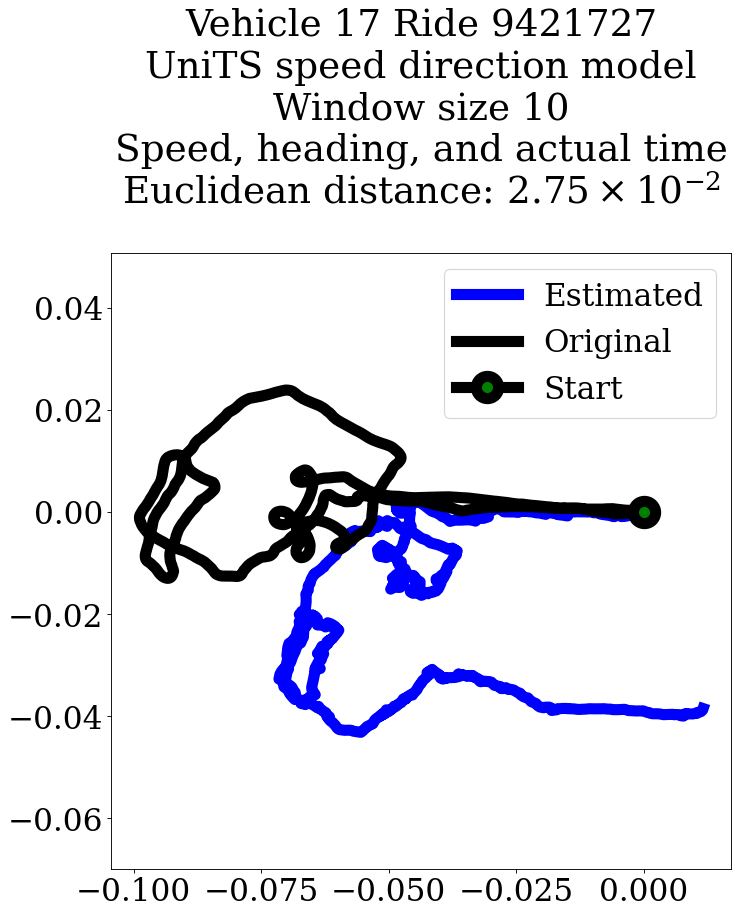 Vehicle 17 Ride 9421727
UniTS speed direction model
Window size 10
Speed, heading, and actual time
Euclidean distance: 2.75 × 10⁻²
Estimated
Original
Start
0.04
0.02
0.00
−0.02
−0.04
−0.06
−0.100 −0.075 −0.050 −0.025 0.000